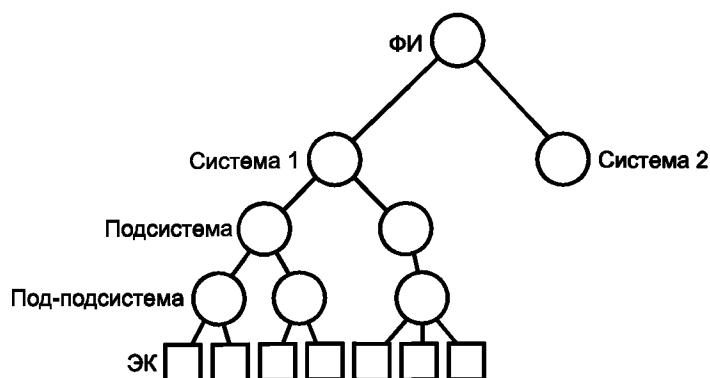 ФИ
Система 1
Система 2
Подсистема
Под-подсистема
ЭК